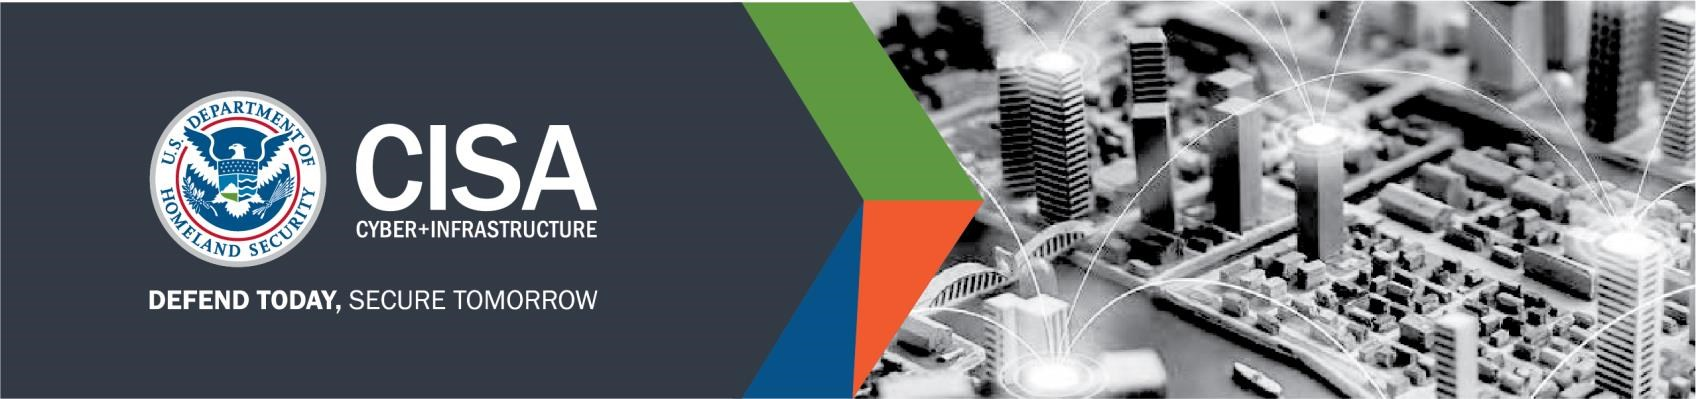 U.S. DEPARTMENT OF
HOMELAND SECURITY
CISA
CYBER+INFRASTRUCTURE
DEFEND TODAY, SECURE TOMORROW